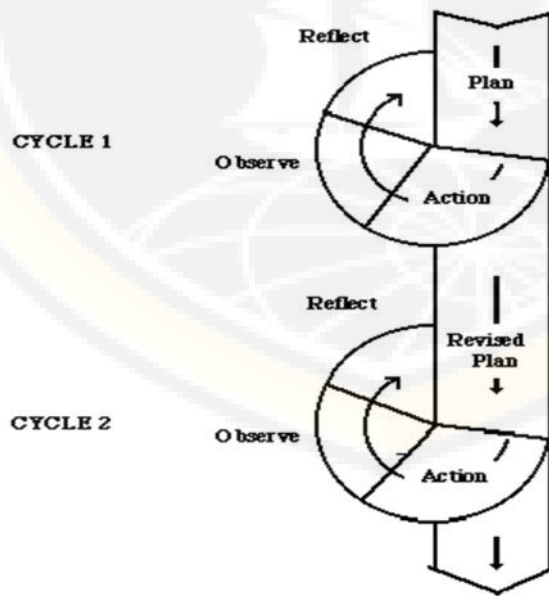 Reflect
Plan
CYCLE 1
Observe
Action
Reflect
Revised
Plan
CYCLE 2
Observe
Action